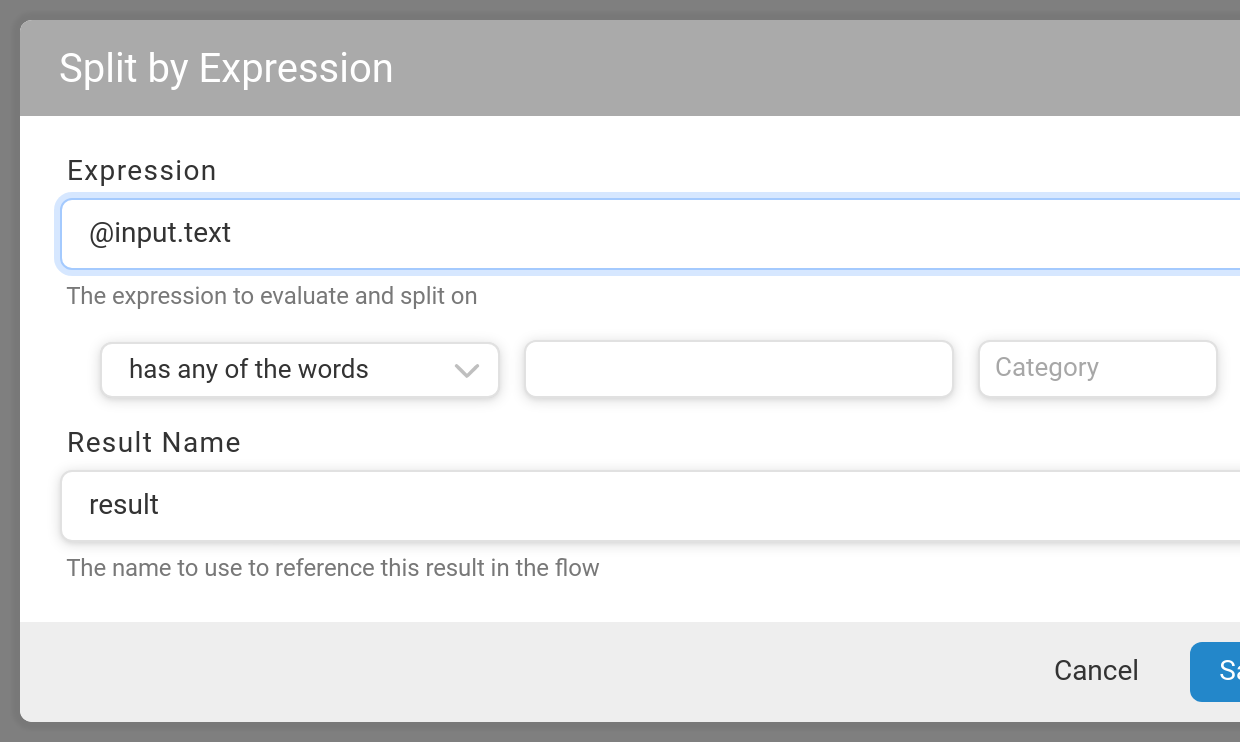 Split by Expression
Expression
@input.text
The expression to evaluate and split on
has any of the words
Category
Result Name
result
The name to use to reference this result in the flow
Cancel